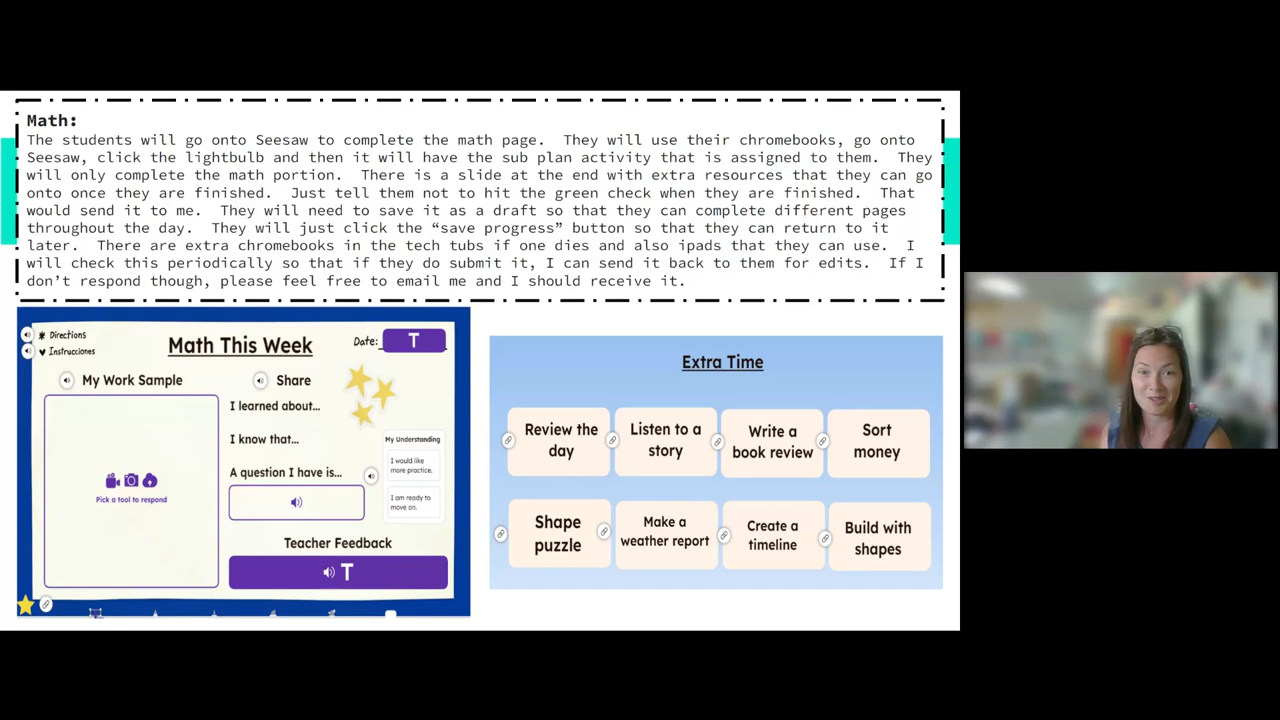 Math:
The students will go onto Seesaw to complete the math page.  They will use their chromebooks, go onto
Seesaw, click the lightbulb and then it will have the sub plan activity that is assigned to them.  They
will only complete the math portion.  There is a slide at the end with extra resources that they can go
onto once they are finished.  Just tell them not to hit the green check when they are finished.  That
would send it to me.  They will need to save it as a draft so that they can complete different pages
throughout the day.  They will just click the “save progress” button so that they can return to it
later.  There are extra chromebooks in the tech tubs if one dies and also ipads that they can use.  I
will check this periodically so that if they do submit it, I can send it back to them for edits.  If I
don’t respond though, please feel free to email me and I should receive it.
Directions
Instrucciones
Math This Week
Date:
T
My Work Sample
Share
I learned about...
I know that...
A question I have is...
My Understanding
I would like
more practice.
I am ready to
move on.
Pick a tool to respond
Teacher Feedback
T
Extra Time
Review the
day
Listen to a
story
Write a
book review
Sort
money
Shape
puzzle
Make a
weather report
Create a
timeline
Build with
shapes